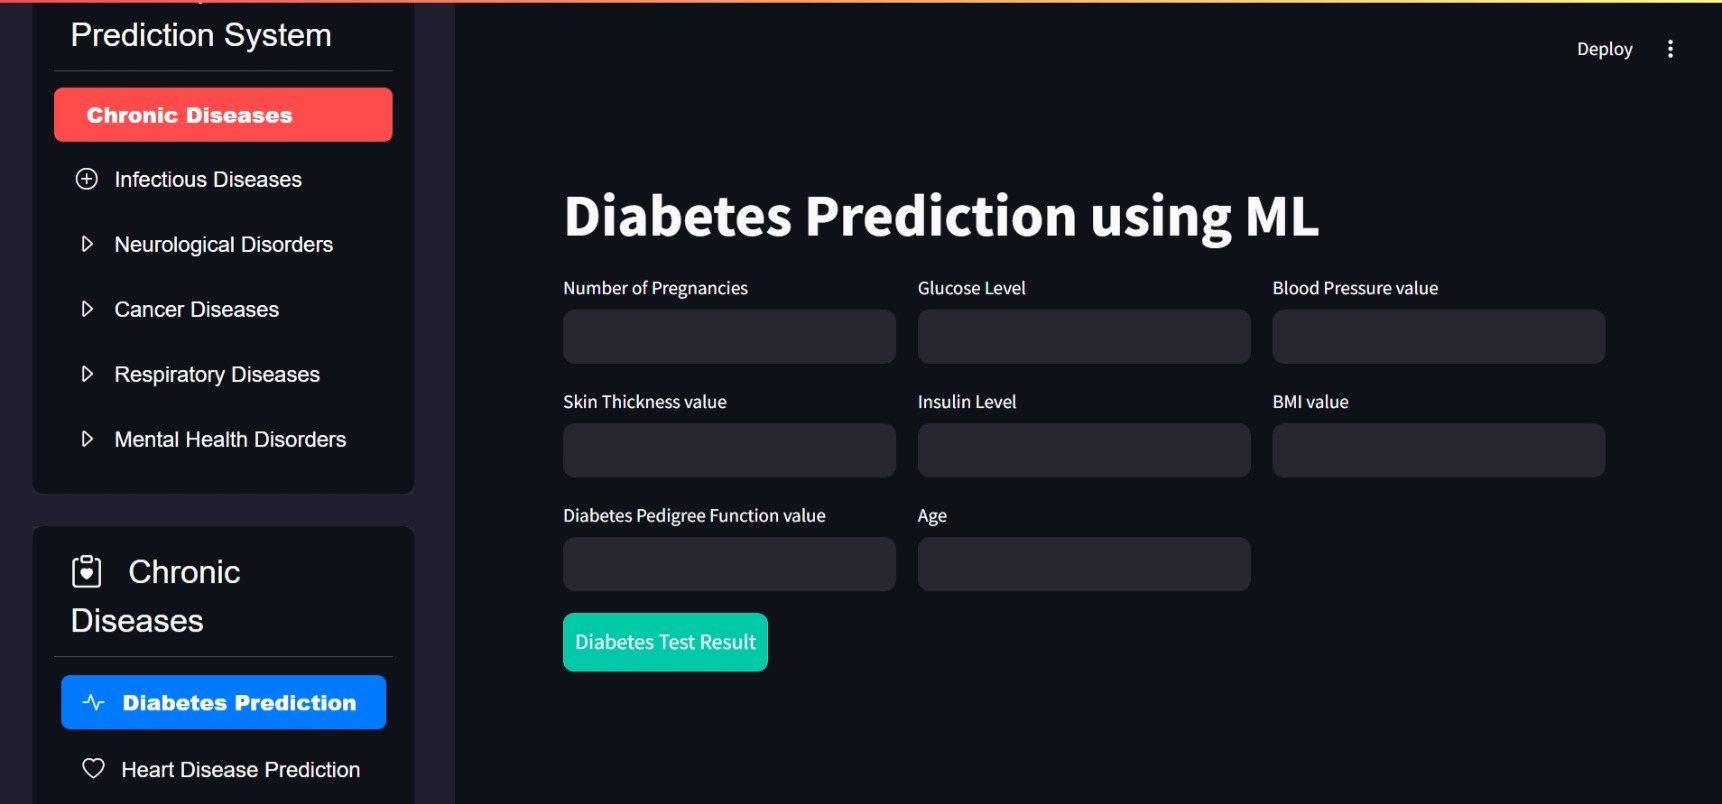 Prediction System
Chronic Diseases
Infectious Diseases
Neurological Disorders
Cancer Diseases
Respiratory Diseases
Mental Health Disorders
Chronic
Diseases
Diabetes Prediction
Heart Disease Prediction
Deploy
Diabetes Prediction using ML
Number of Pregnancies
Glucose Level
Blood Pressure value
Skin Thickness value
Insulin Level
BMI value
Diabetes Pedigree Function value
Age
Diabetes Test Result